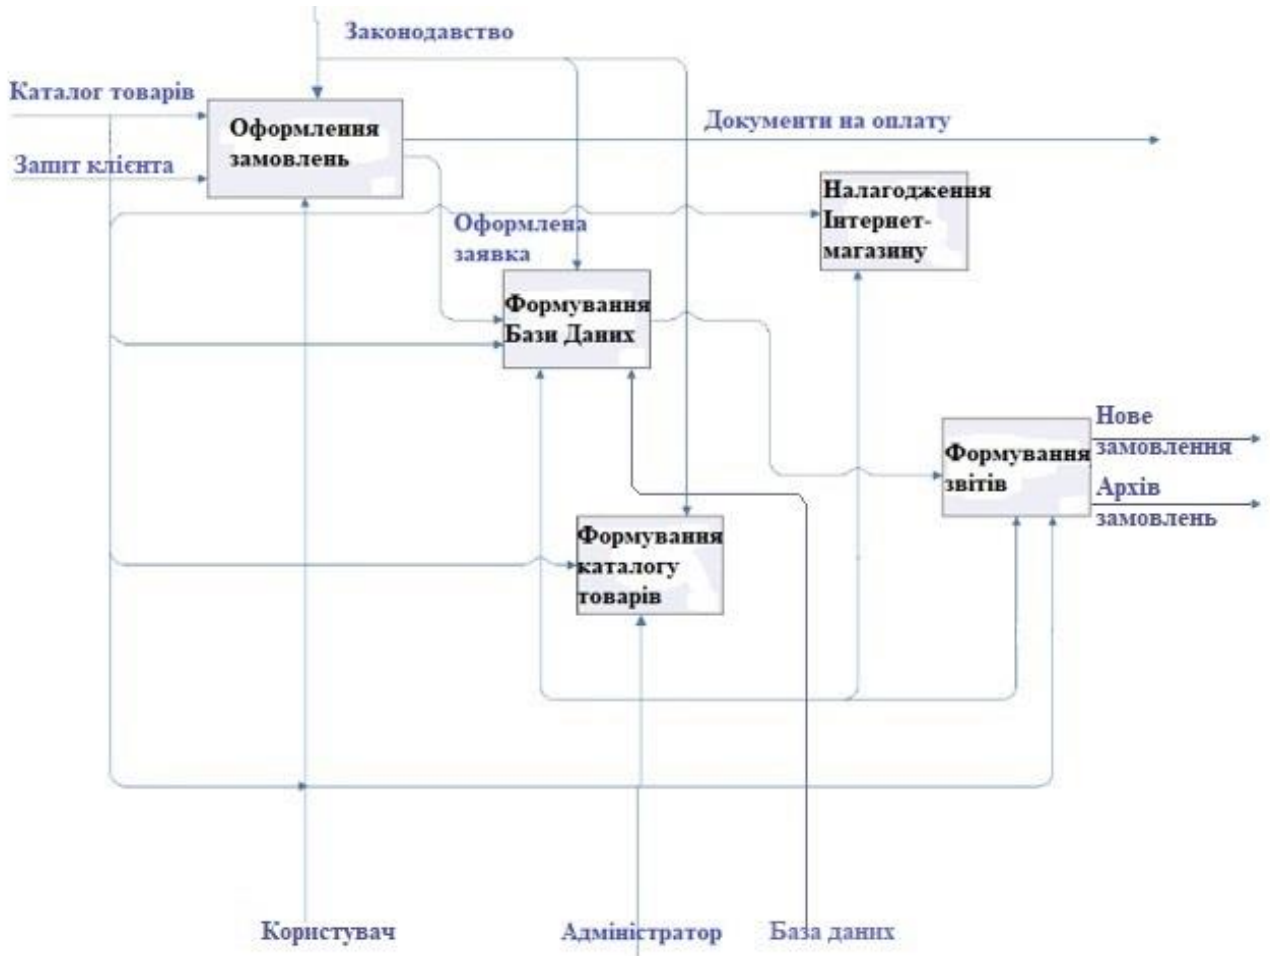 Законодавство
Каталог товарів
Оформлення
замовлень
Документи на оплату
Запит клієнта
Налагодження
Інтернет-
магазину
Оформлена
заявка
Формування
Бази Даних
Нове
замовлення
Формування
звітів
Архів
замовлень
Формування
каталогу
товарів
Користувач
Адміністратор
База даних